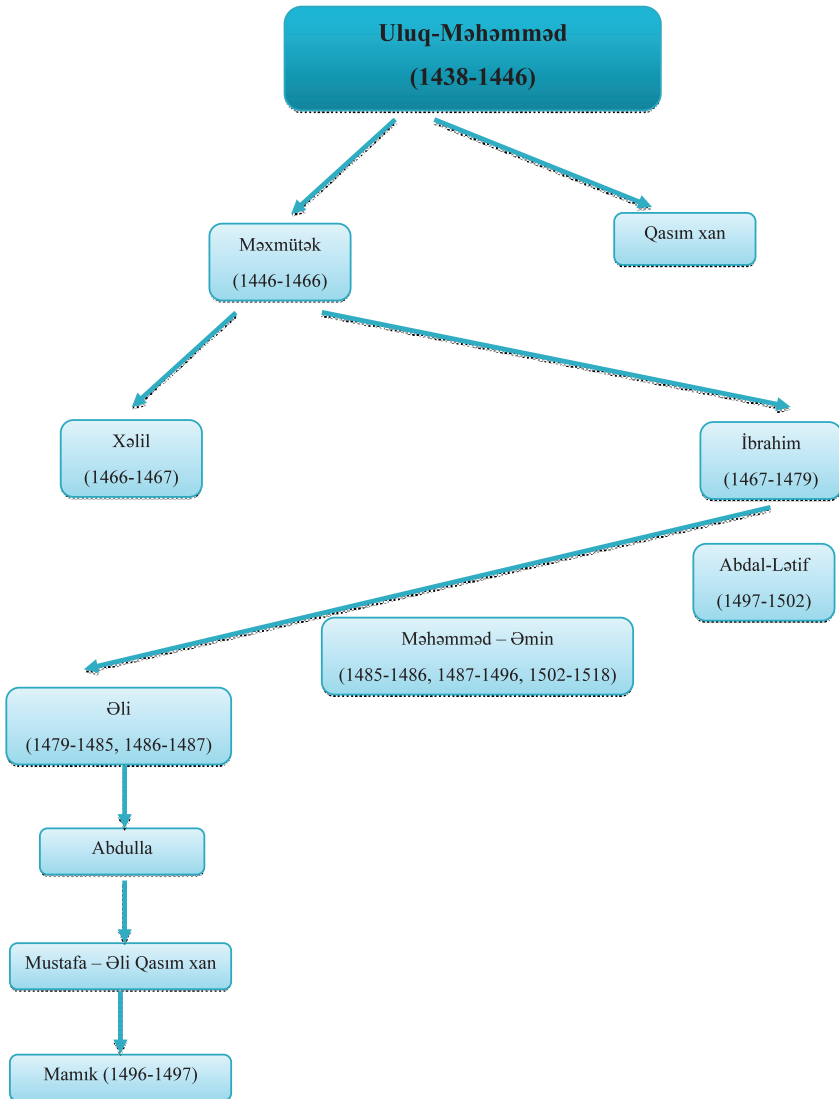 Uluq-Məhəmməd
(1438-1446)
Məxmütək
(1446-1466)
Qasım xan
Xəlil
(1466-1467)
İbrahim
(1467-1479)
Abdal-Lətif
(1497-1502)
Məhəmməd – Əmin
(1485-1486, 1487-1496, 1502-1518)
Əli
(1479-1485, 1486-1487)
Abdulla
Mustafa – Əli Qasım xan
Mamık (1496-1497)